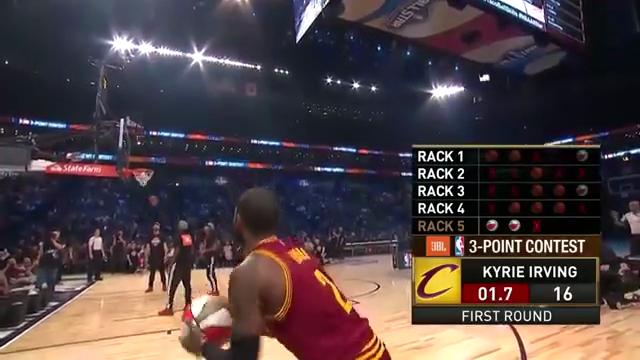 RACK 1
RACK 2
RACK 3
RACK 4
RACK 5
JBL 3-POINT CONTEST
C KYRIE IRVING
01.7 16
FIRST ROUND
State Farm
2